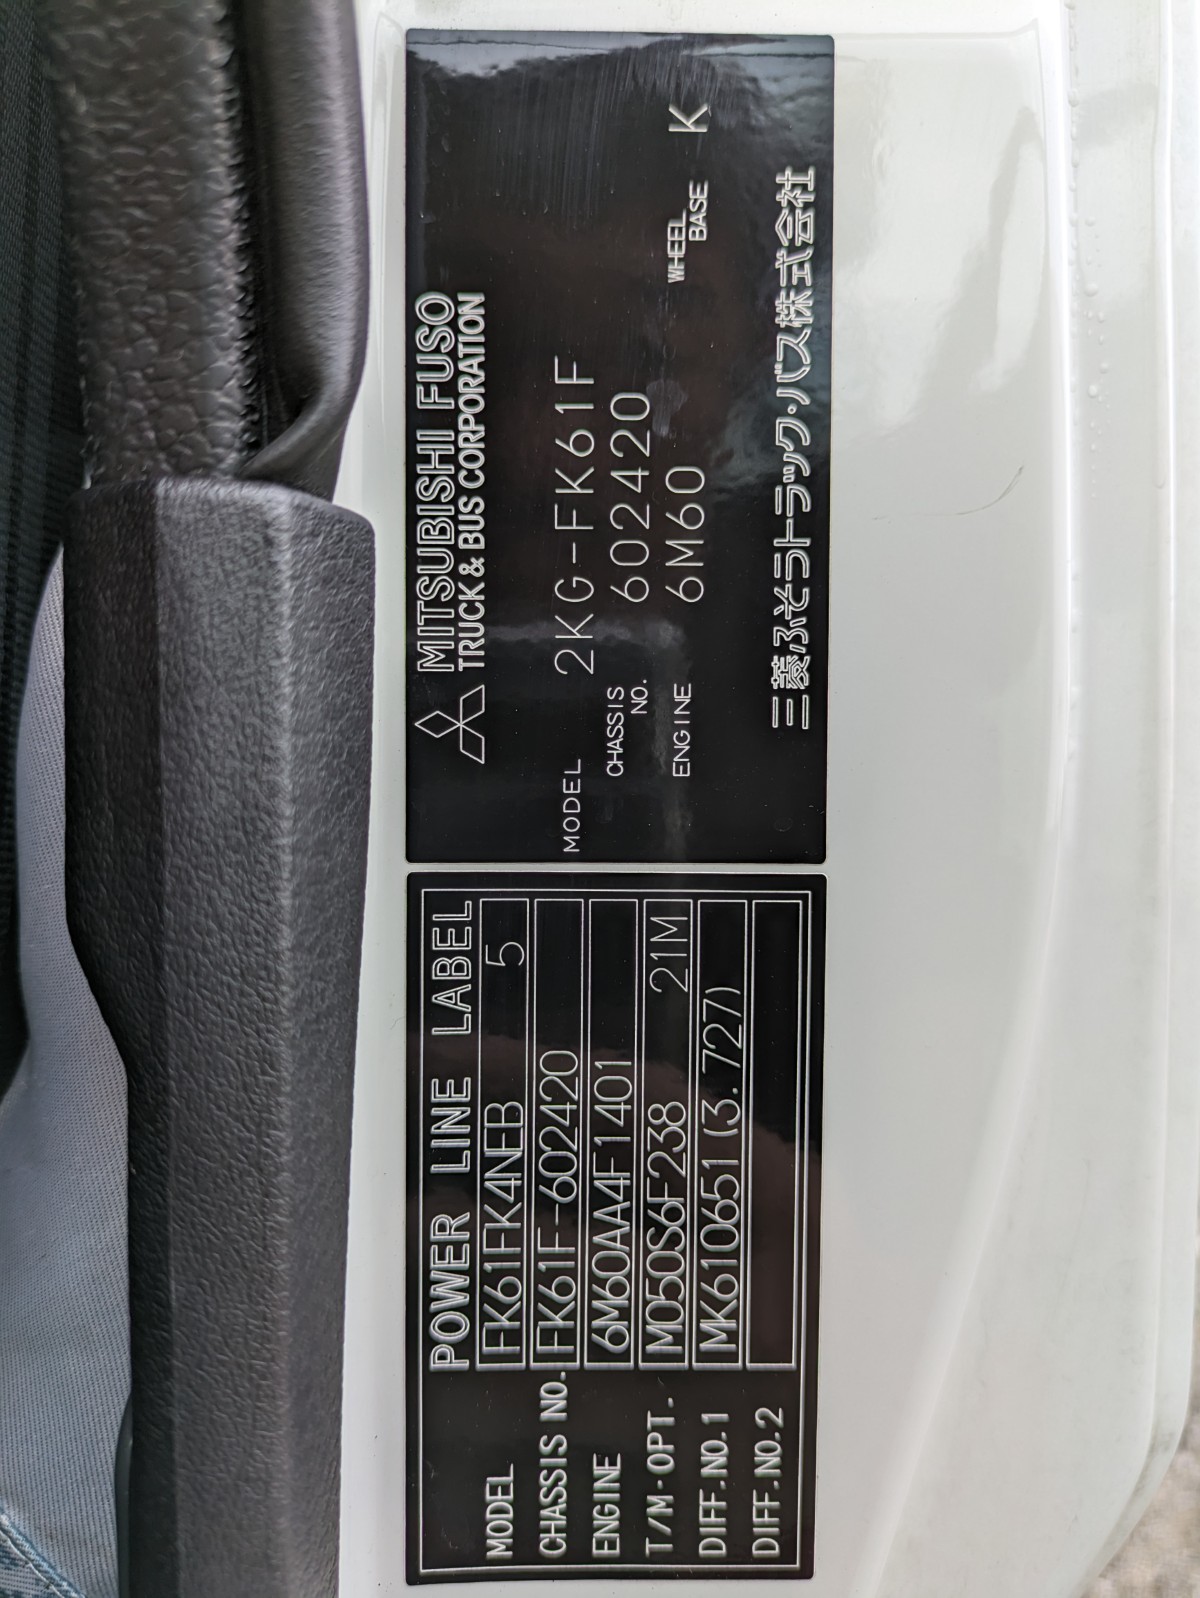 POWER LINE LABEL
MODEL FK61FK4NFB 5
CHASSIS NO. FK61F-602420
ENGINE 6M60AA4F1401
T/M·OPT. M050S6F238 21M
DIFF.NO.1 MK610651(3.727)
DIFF.NO.2
MITSUBISHI FUSO
TRUCK & BUS CORPORATION
MODEL 2KG-FK61F
CHASSIS NO. 602420
ENGINE 6M60 WHEEL BASE K
三菱ふそうトラック・バス株式会社